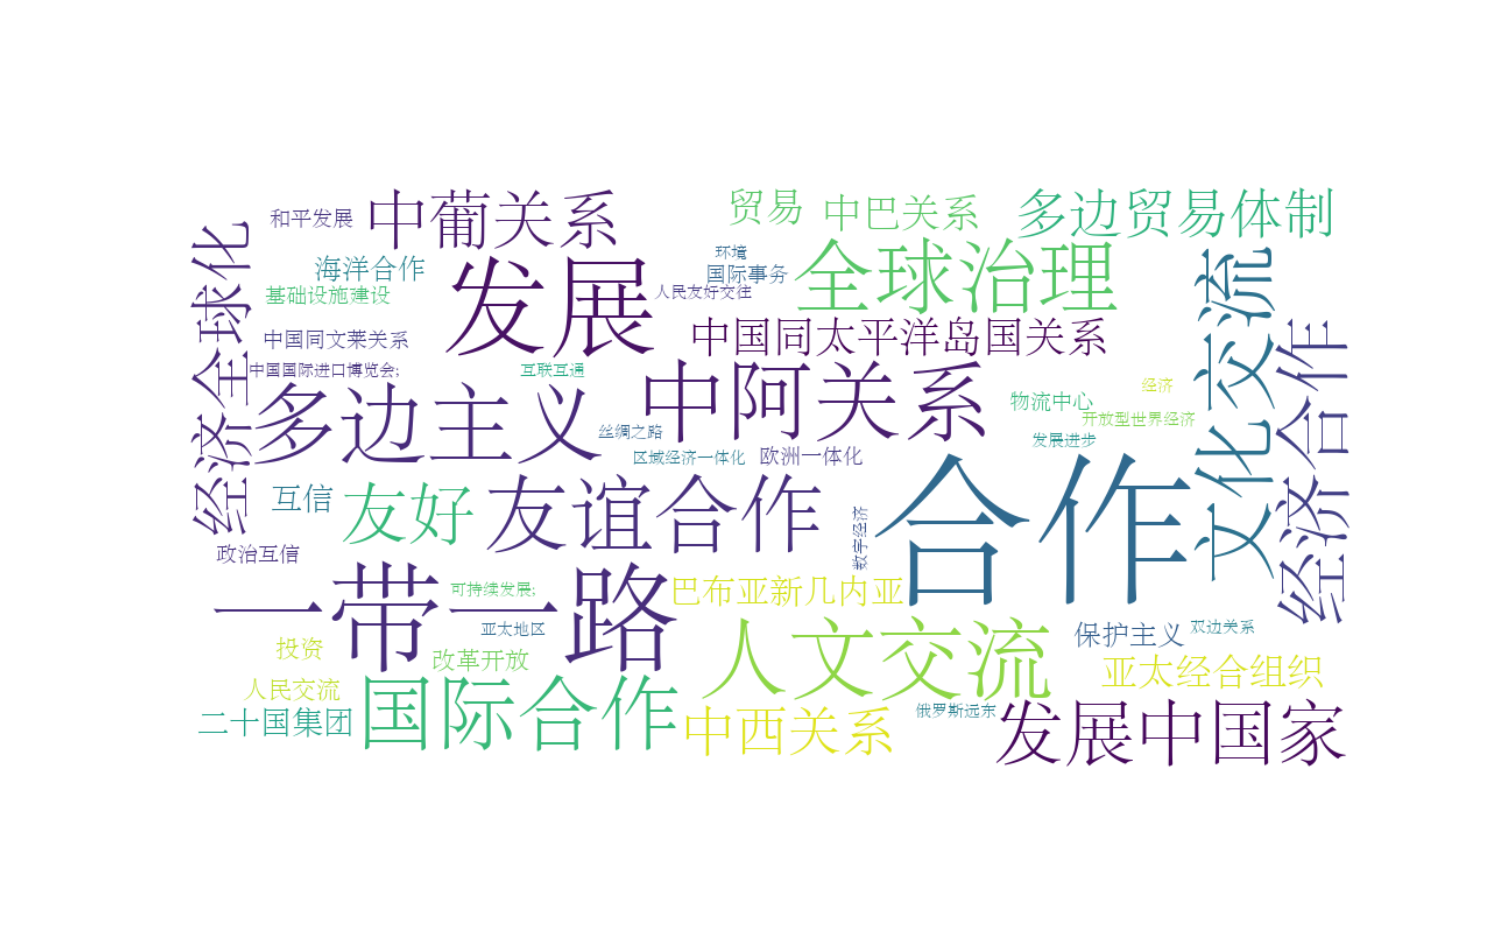 和平发展
中葡关系
贸易
中巴关系
多边贸易体制
经济全球化
海洋合作
基础设施建设
发展
环境
国际事务
人民友好交往
全球治理
文化交流
中国同文莱关系
中国同太平洋岛国关系
经济合作
中国国际进口博览会;
互联互通
中阿关系
经济
多边主义
丝绸之路
物流中心
开放型世界经济
发展进步
区域经济一体化
欧洲一体化
互信
友好
友谊合作
合作
数字经济
政治互信
一带一路
可持续发展;
巴布亚新几内亚
亚太地区
人文交流
保护主义
双边关系
投资
改革开放
亚太经合组织
人民交流
二十国集团
国际合作
中西关系
俄罗斯远东
发展中国家